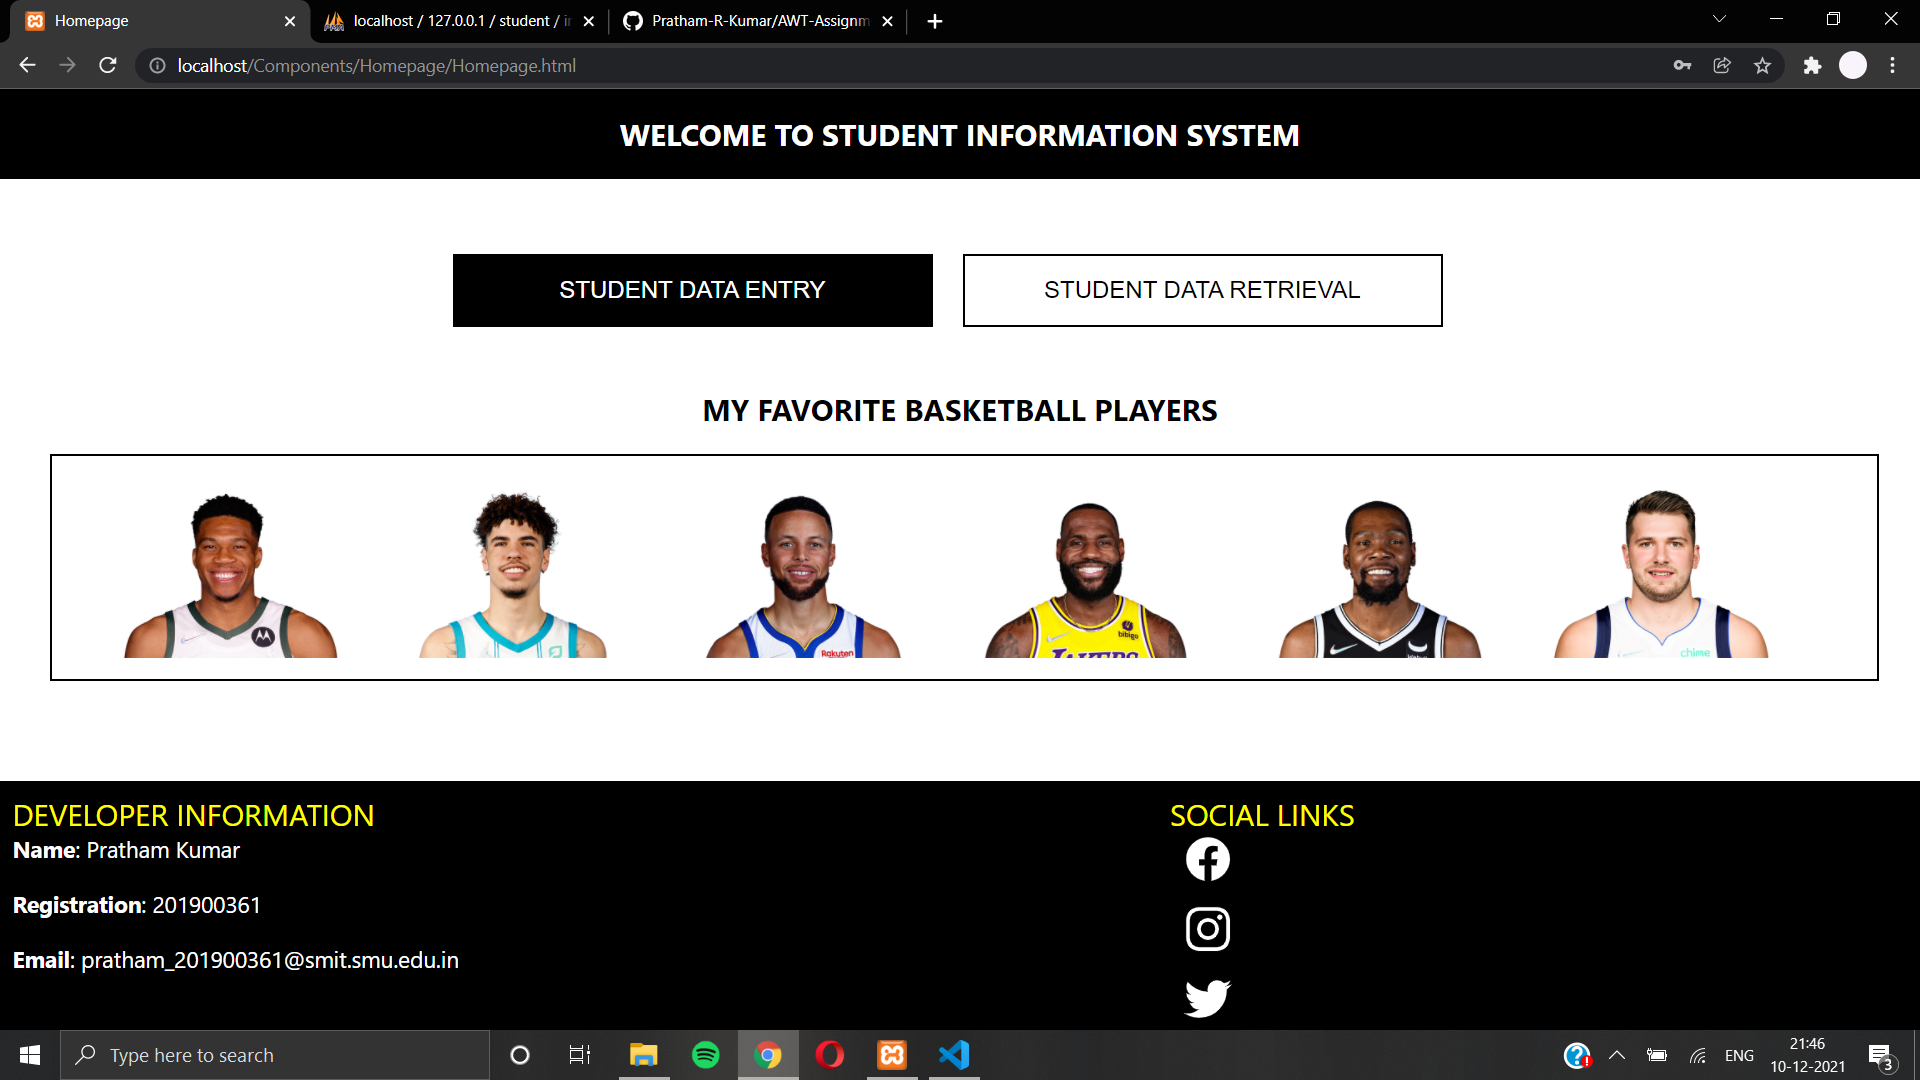 Homepage
localhost / 127.0.0.1 / student / i
Pratham-R-Kumar/AWT-Assignm
localhost/Components/Homepage/Homepage.html
WELCOME TO STUDENT INFORMATION SYSTEM
STUDENT DATA ENTRY
STUDENT DATA RETRIEVAL
MY FAVORITE BASKETBALL PLAYERS
Rakuten
bibigo
LAKERS
chime
DEVELOPER INFORMATION
Name: Pratham Kumar
Registration: 201900361
Email: pratham_201900361@smit.smu.edu.in
SOCIAL LINKS
Type here to search
ENG
21:46
10-12-2021
3